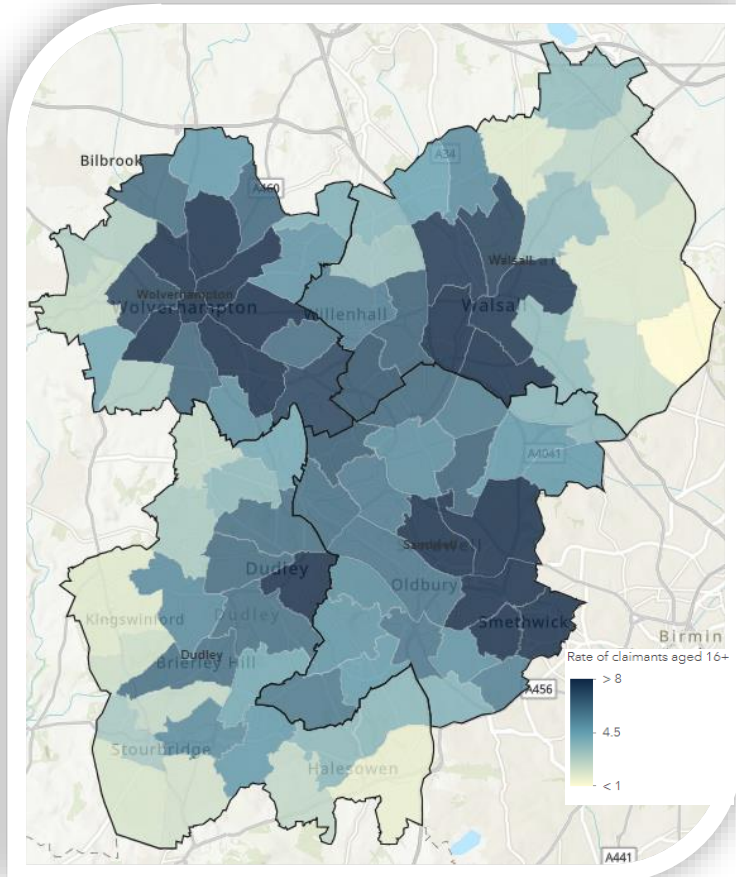 A34
Bilbrook
A460
Walsall
Wolverhampton
Wolverhampton
Walsall
Willenhall
A4041
Sandwell
Dudley
Oldbury
Kingswinford
Dudley
Smethwick
Birmin
Dudley
Brierley Hill
Rate of claimants aged 16+
> 8
A456
4.5
Stourbridge
Halesowen
< 1
A441